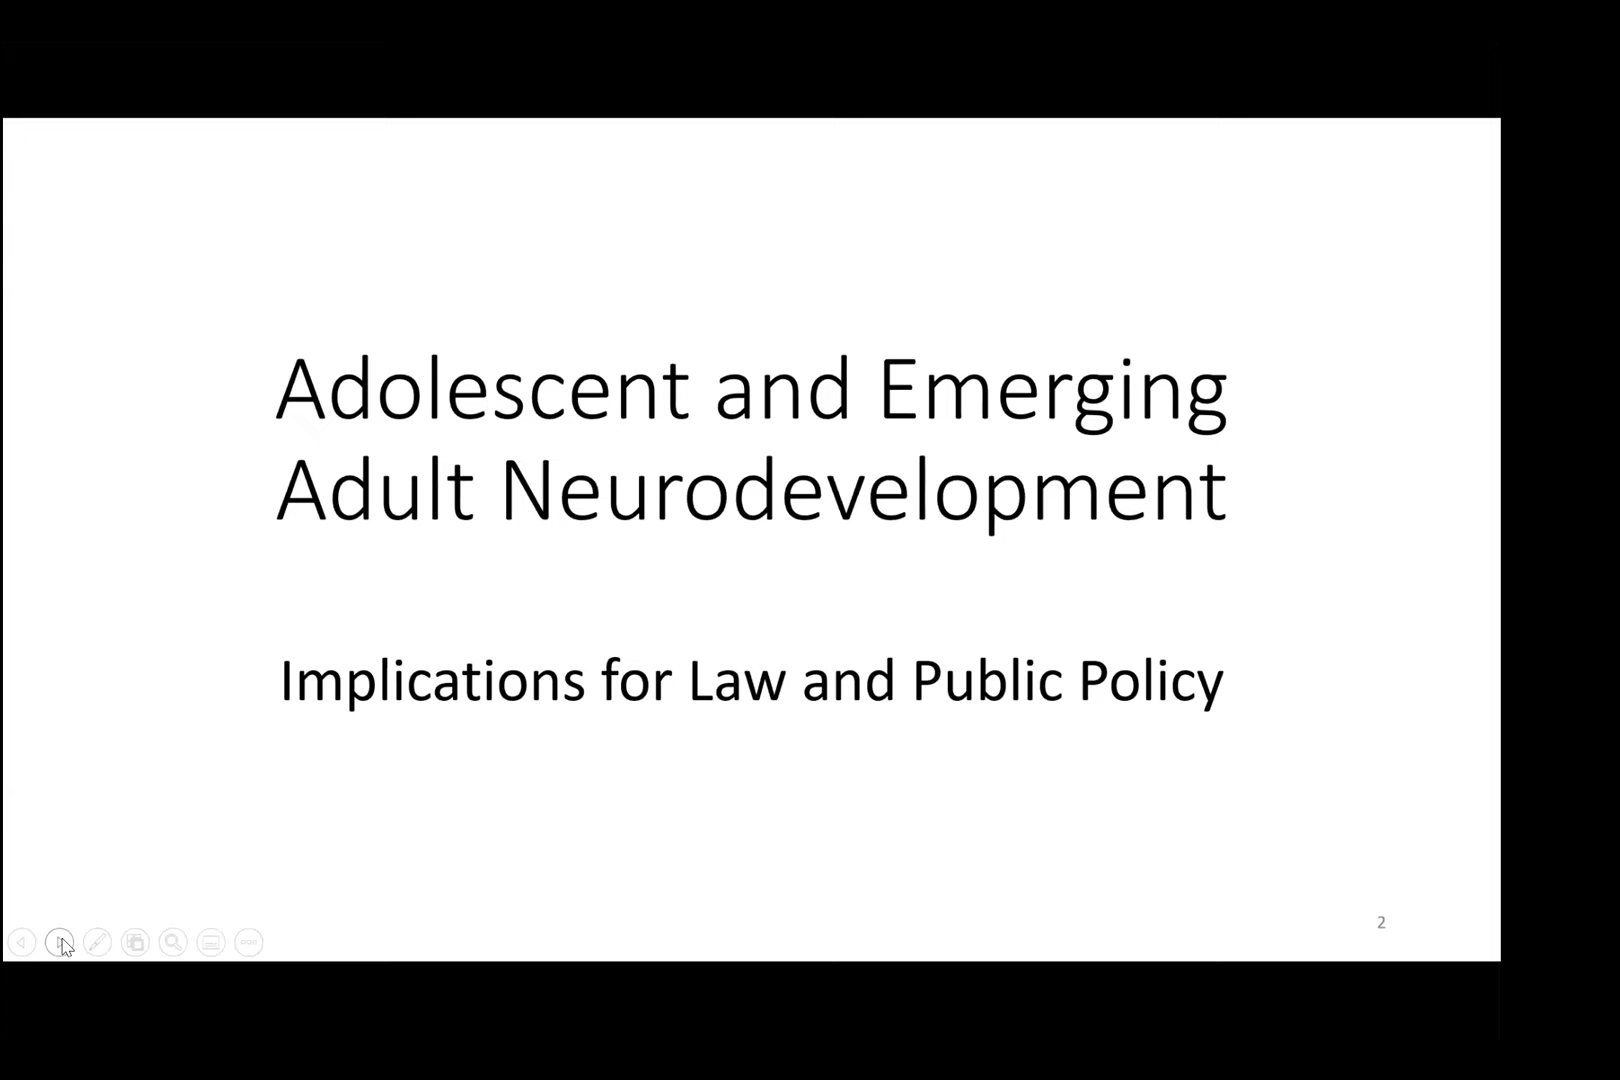 Adolescent and Emerging
Adult Neurodevelopment
Implications for Law and Public Policy
2